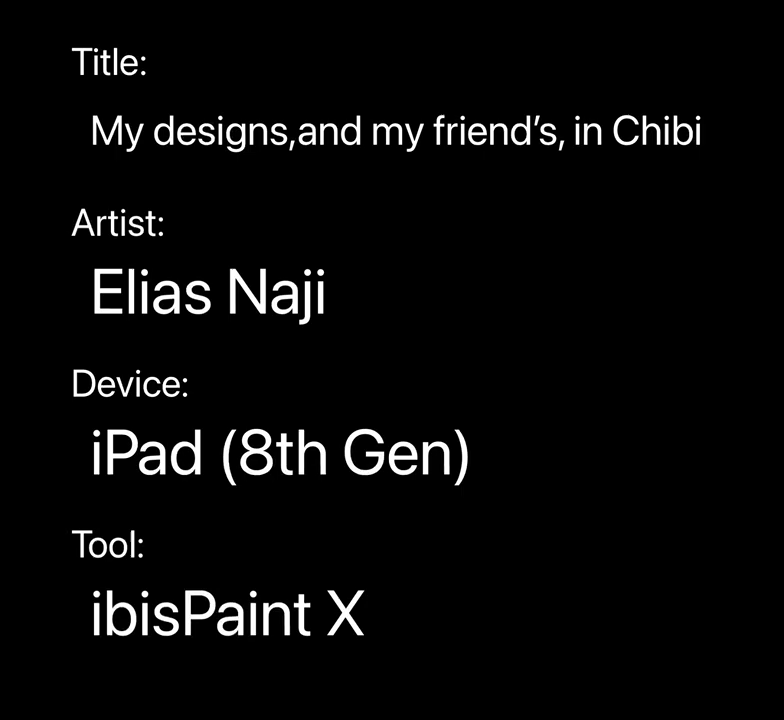 Title:
My designs,and my friend’s, in Chibi
Artist:
Elias Naji
Device:
iPad (8th Gen)
Tool:
ibisPaint X